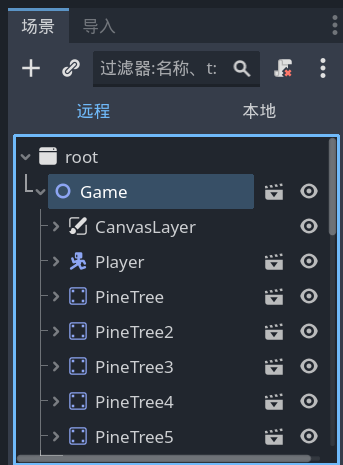 场景 导入
过滤器:名称、t:
远程 本地
root
Game
CanvasLayer
Player
PineTree
PineTree2
PineTree3
PineTree4
PineTree5